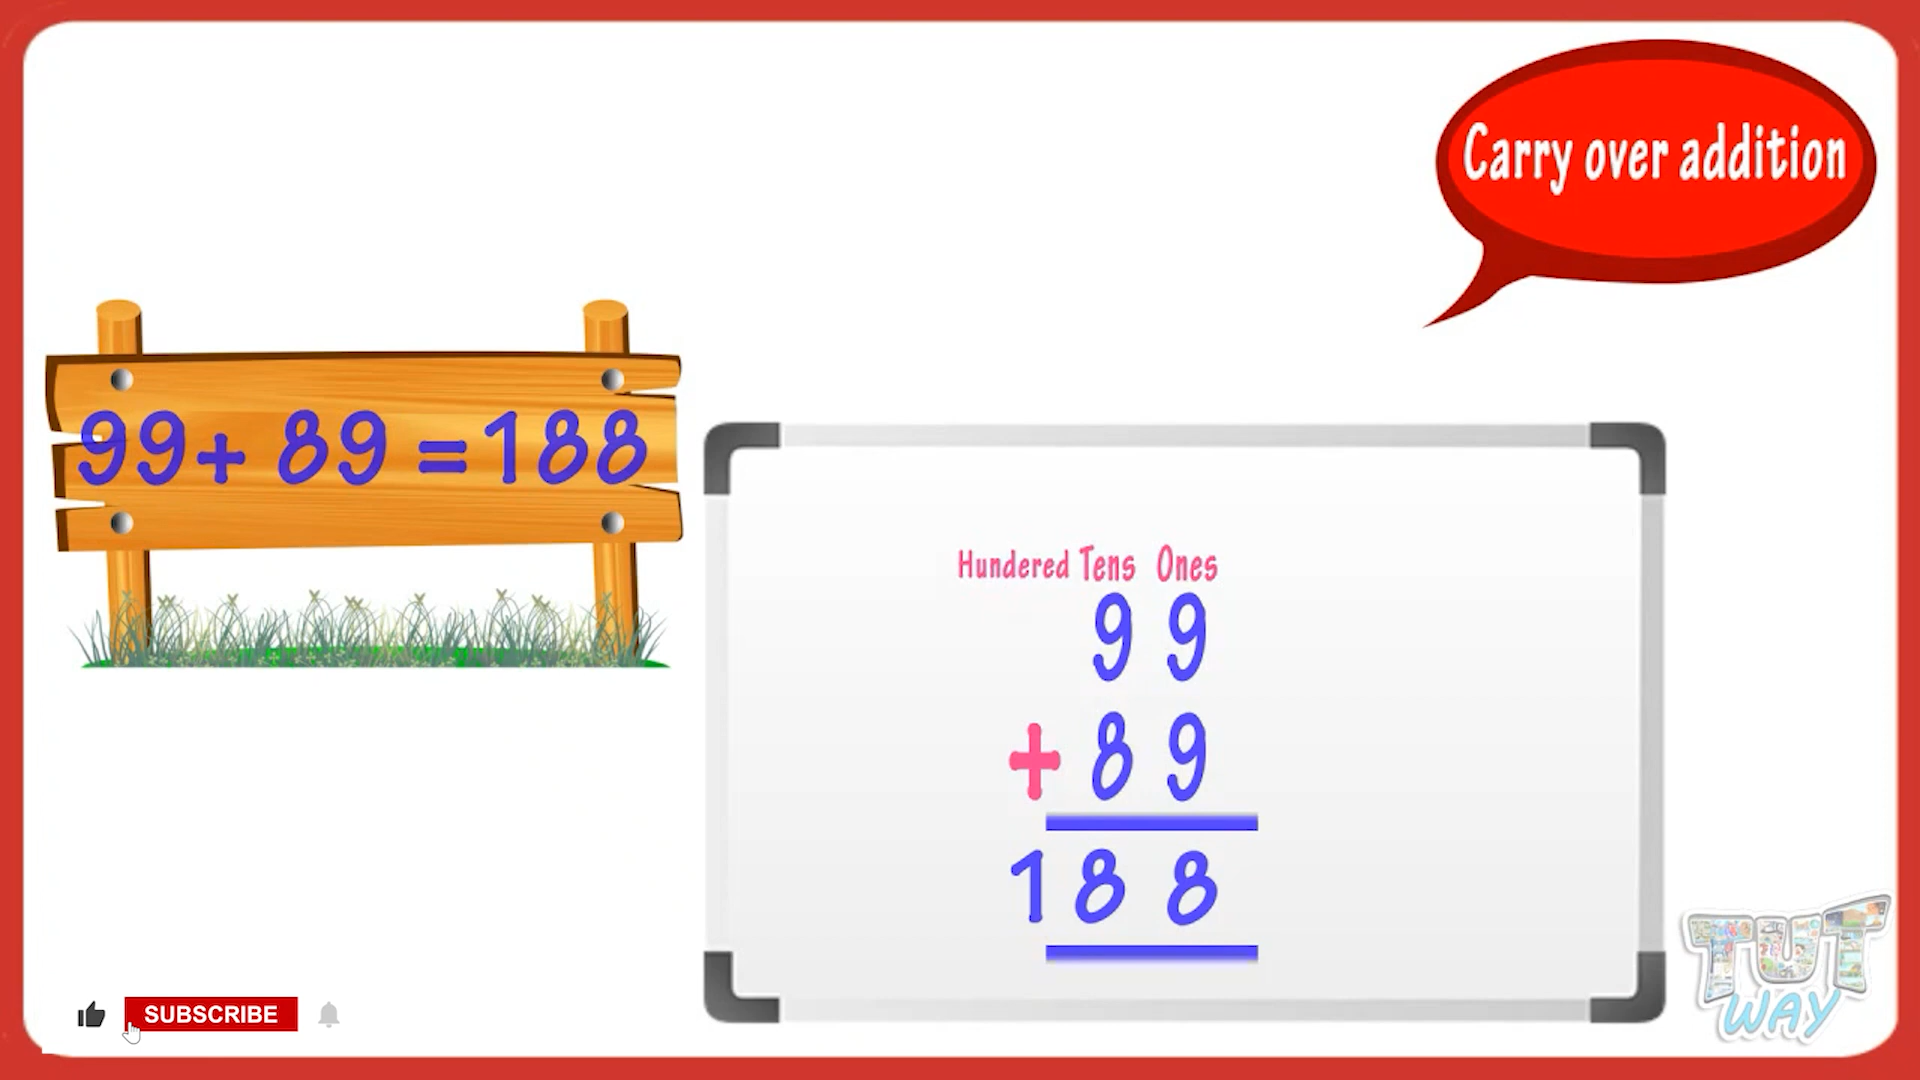 Carry over addition
99+ 89 =188
Hundered Tens Ones
9 9
+ 8 9
1 8 8
SUBSCRIBE
TUT
WAY